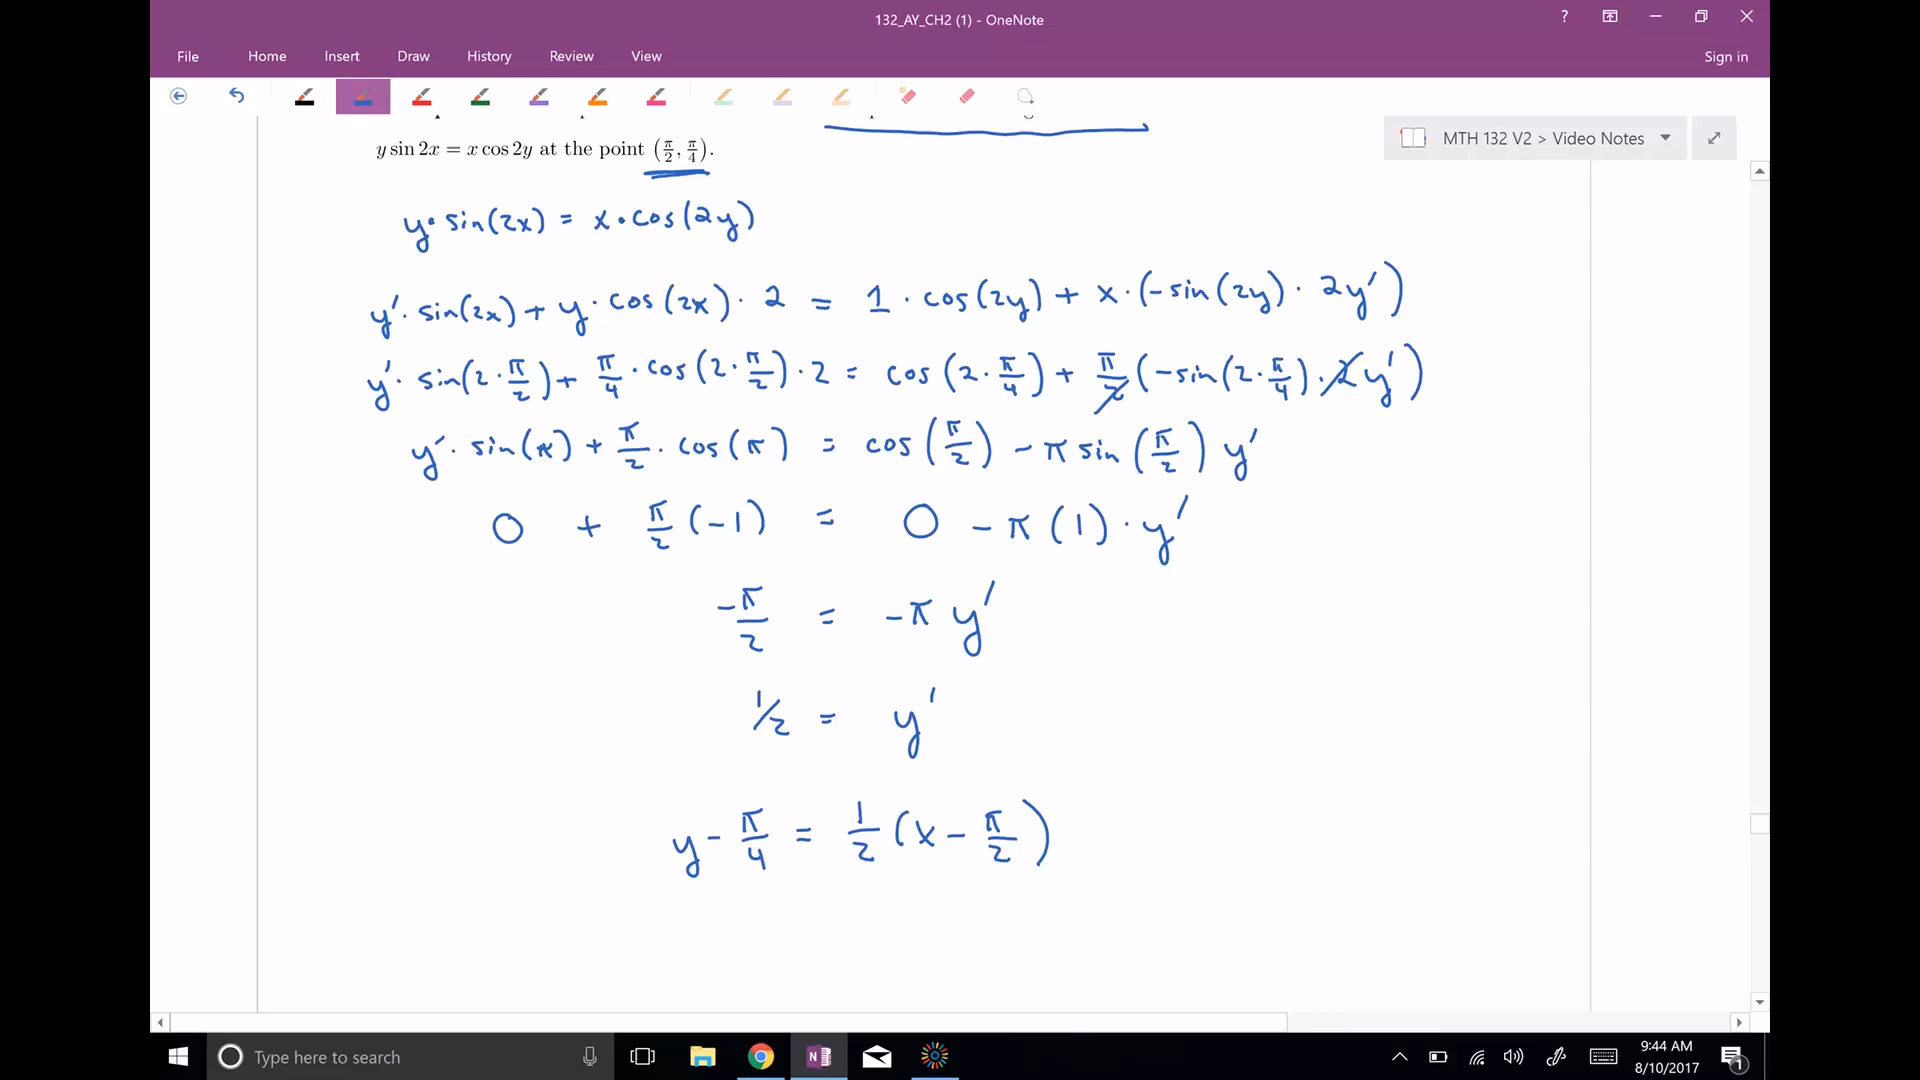 132_AY_CH2 (1) - OneNote
?
File Home Insert Draw History Review View Sign in
MTH 132 V2 > Video Notes
y sin 2x = x cos 2y at the point (π/2, π/4).
y· sin(2x) = x·cos(2y)
y'· sin(2x) + y· cos(2x)· 2 = 1· cos(2y) + x·(-sin(2y)· 2y')
y'· sin(2·π/2) + π/4· cos(2·π/2)·2 = cos(2·π/4) + π/2(-sin(2·π/4)·2y')
y'· sin(π) + π/2· cos(π) = cos(π/2) - π sin(π/2) y'
0 + π/2(-1) = 0 - π(1)·y'
-π/2 = -π y'
1/2 = y'
y - π/4 = 1/2(x - π/2)
Type here to search
9:44 AM
8/10/2017
1